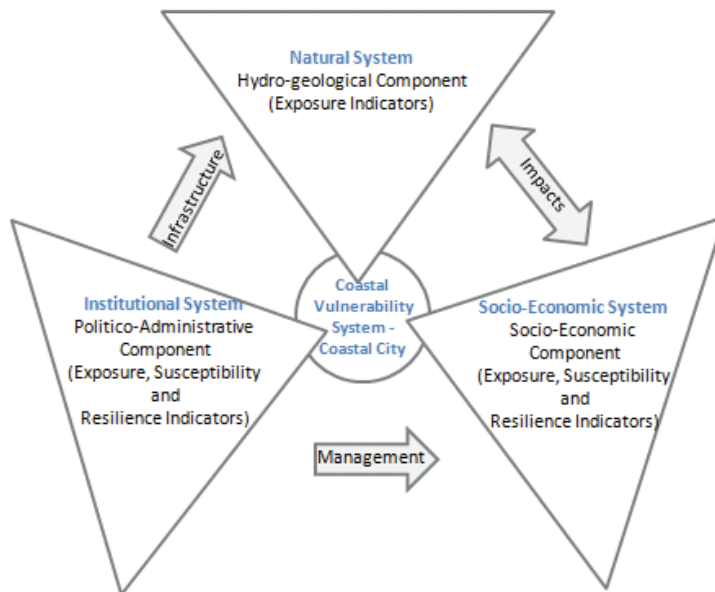 Natural System
Hydro-geological Component
(Exposure Indicators)
Infrastructure
Impacts
Coastal
Vulnerability
System -
Coastal City
Institutional System
Politico-Administrative
Component
(Exposure, Susceptibility
and
Resilience Indicators)
Socio-Economic System
Socio-Economic
Component
(Exposure, Susceptibility
and
Resilience Indicators)
Management